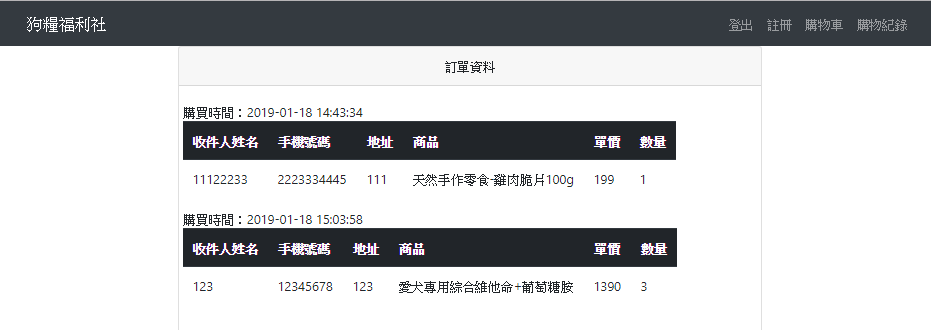 狗糧福利社 登出 註冊 購物車 購物紀錄
訂單資料
購買時間：2019-01-18 14:43:34
收件人姓名 手機號碼 地址 商品 單價 數量
11122233 2223334445 111 天然手作零食-雞肉脆片100g 199 1
購買時間：2019-01-18 15:03:58
收件人姓名 手機號碼 地址 商品 單價 數量
123 12345678 123 愛犬專用綜合維他命+葡萄糖胺 1390 3